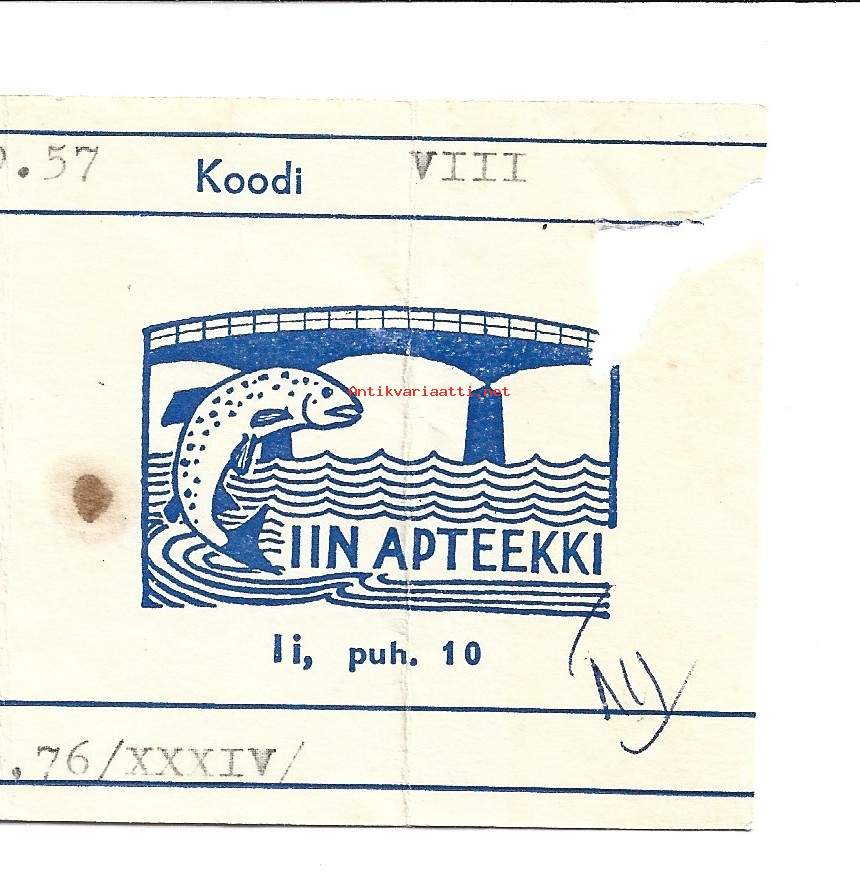 .57 Koodi VIII
Antikvariaatti.net
IIN APTEEKKI
Ii, puh. 10
,76/XXXIV/